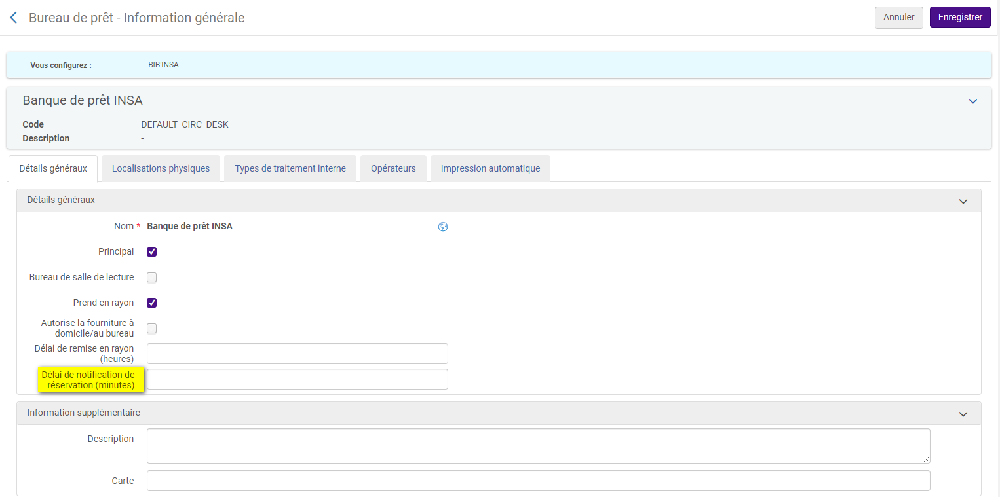 Bureau de prêt - Information générale
Annuler
Enregistrer
Vous configurez :
BIB'INSA
Banque de prêt INSA
Code
DEFAULT_CIRC_DESK
Description
-
Détails généraux
Localisations physiques
Types de traitement interne
Opérateurs
Impression automatique
Détails généraux
Nom *
Banque de prêt INSA
Principal
Bureau de salle de lecture
Prend en rayon
Autorise la fourniture à
domicile/au bureau
Délai de remise en rayon
(heures)
Délai de notification de
réservation (minutes)
Information supplémentaire
Description
Carte